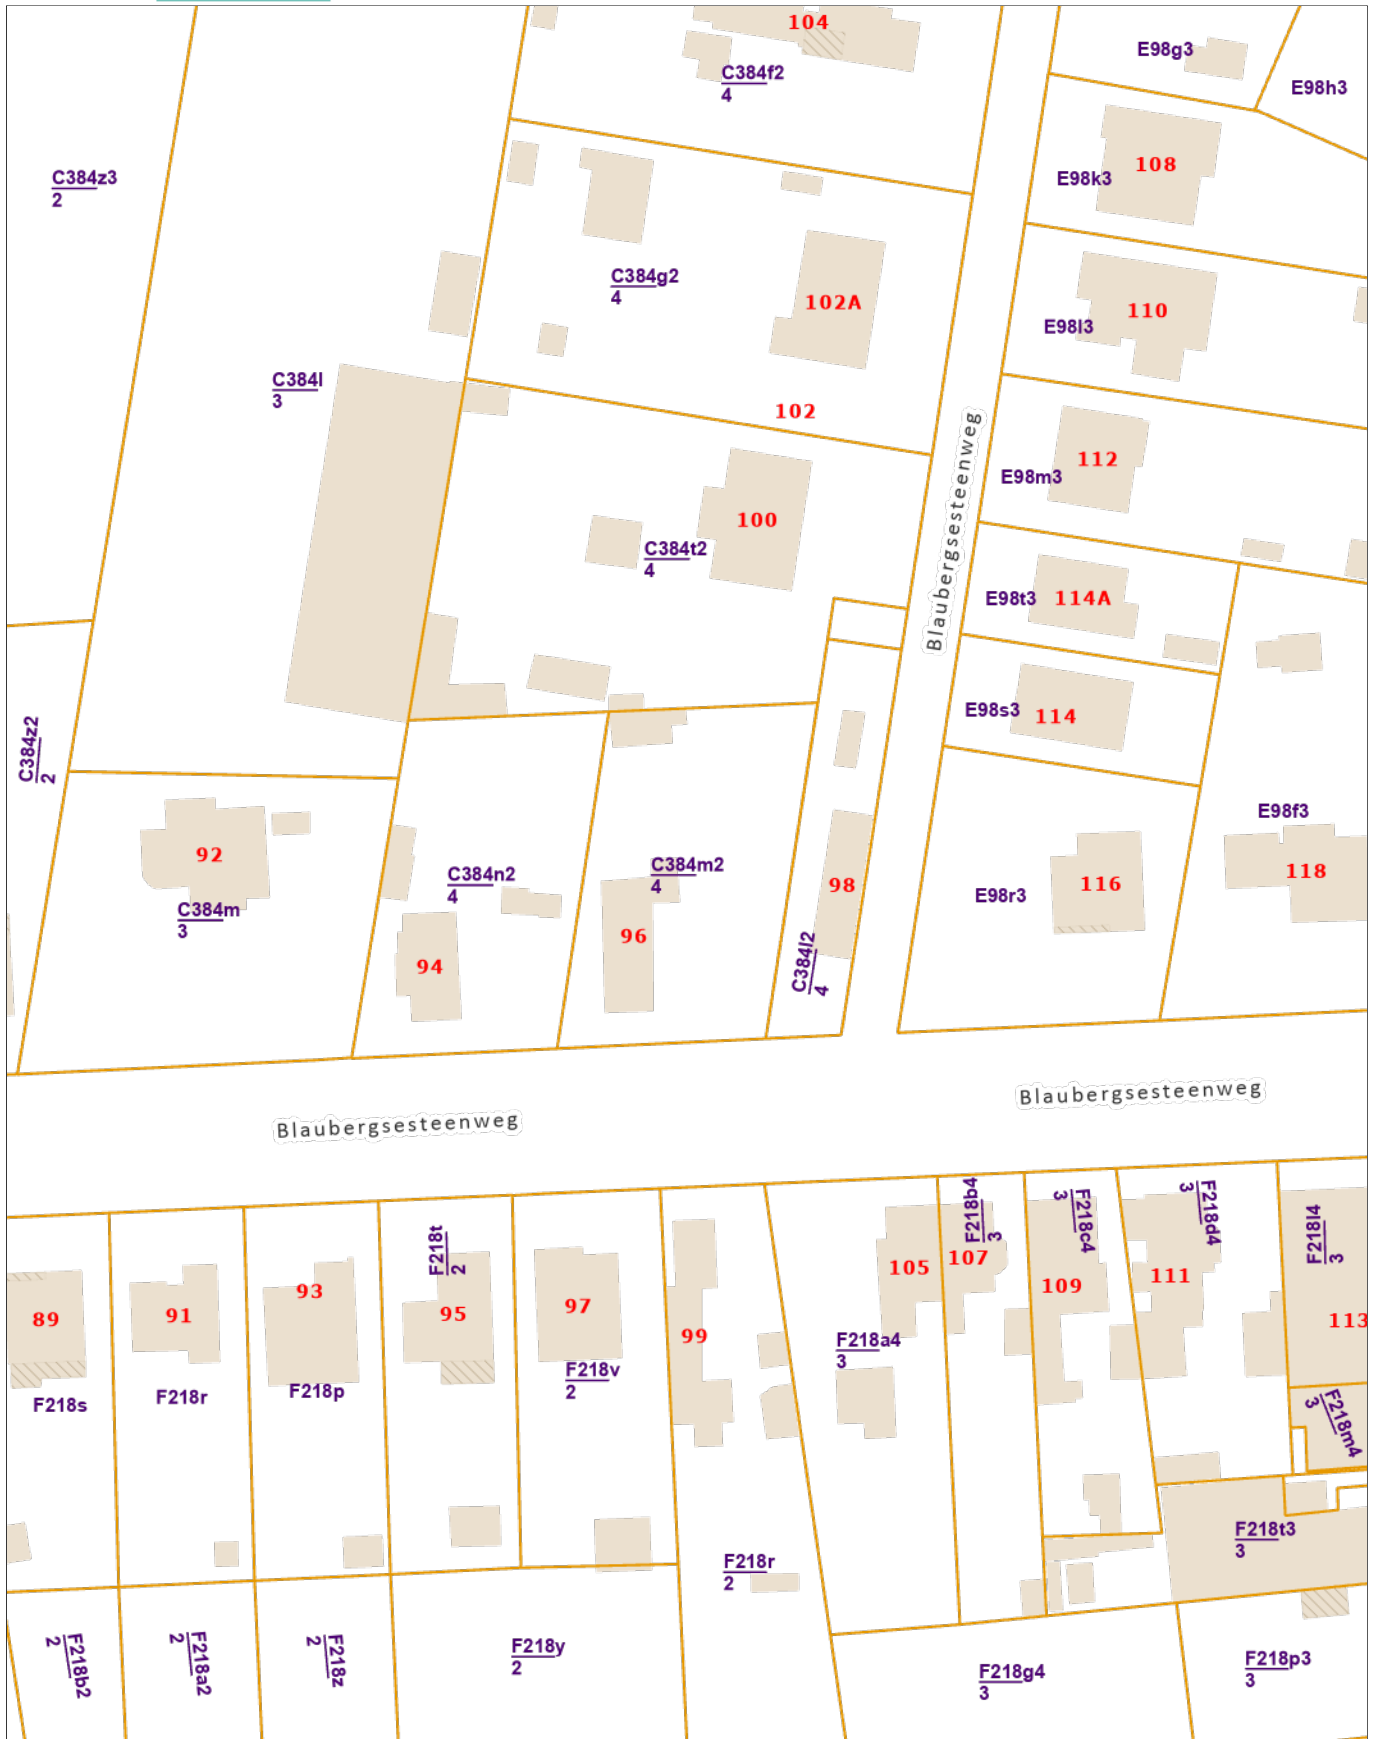 104
C384f2
4
E98g3
E98h3
108
E98k3
C384z3
2
C384g2
4
102A
110
E98l3
C384l
3
102
Blaubergsesteenweg
112
E98m3
100
C384t2
4
E98t3
114A
E98s3
114
C384z2
2
92
C384m
3
C384n2
4
94
C384m2
4
96
98
C384l2
4
E98r3
116
E98f3
118
Blaubergsesteenweg
Blaubergsesteenweg
89
F218s
91
F218r
93
F218p
F218t
2
95
97
F218v
2
99
105
F218a4
3
F218b4
3
107
F218c4
3
109
F218d4
3
111
F218l4
3
113
F218m4
3
F218t3
3
F218r
2
F218b2
2
F218a2
2
F218z
2
F218y
2
F218g4
3
F218p3
3